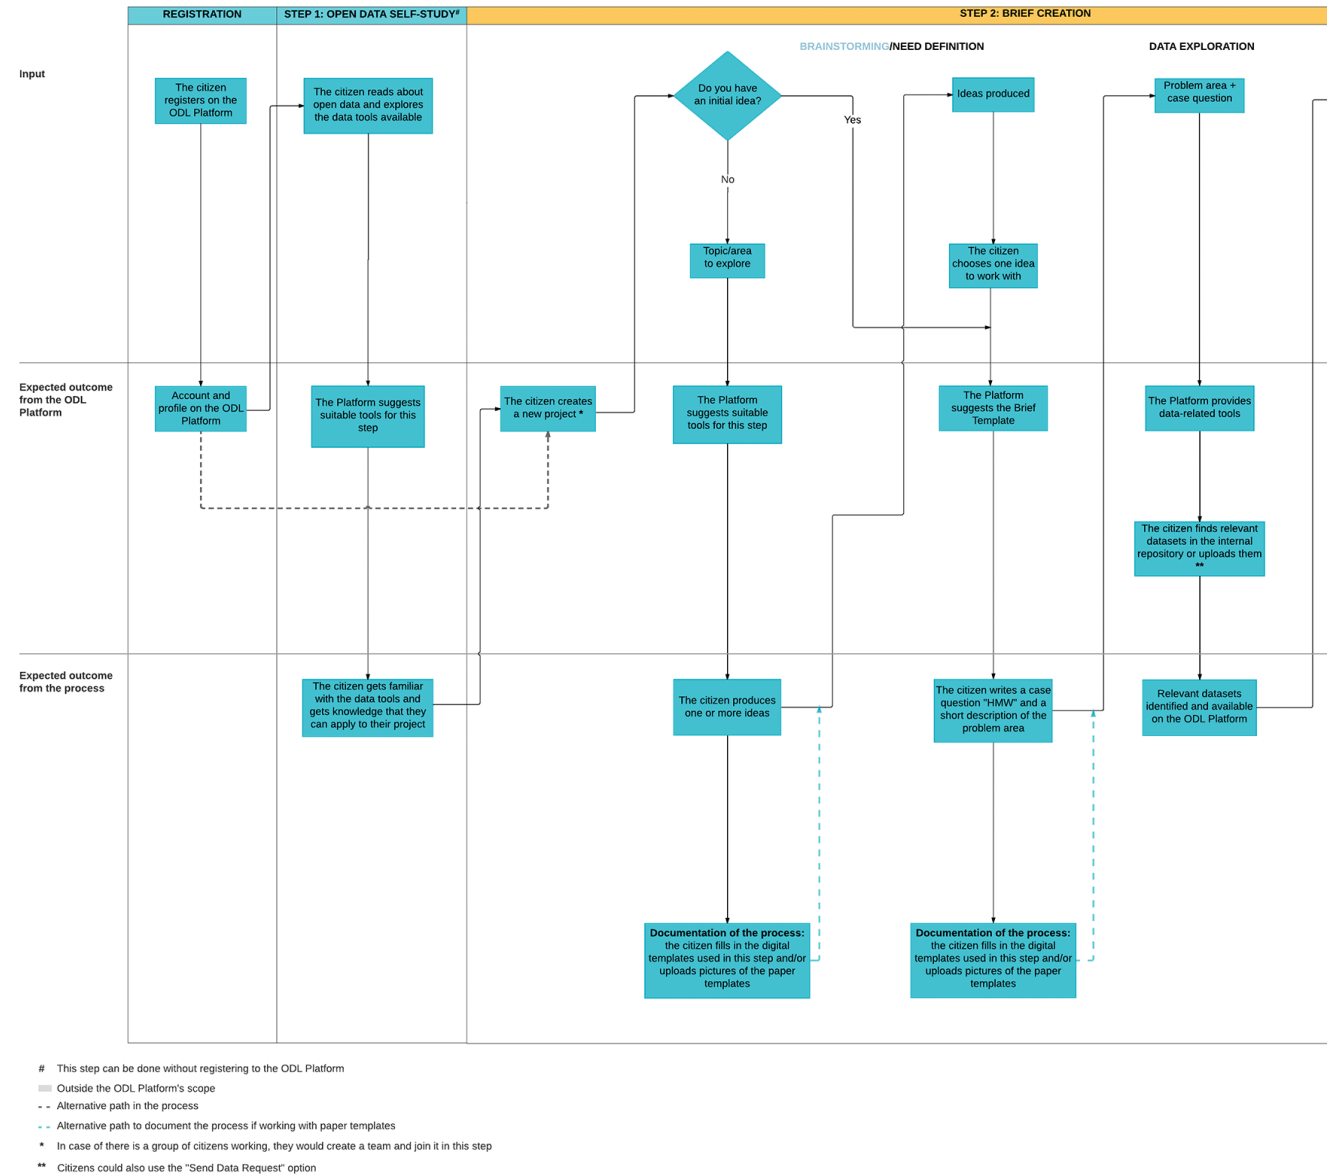 REGISTRATION
STEP 1: OPEN DATA SELF-STUDY#
STEP 2: BRIEF CREATION
BRAINSTORMING/NEED DEFINITION
DATA EXPLORATION
Input
The citizen
registers on the
ODL Platform
The citizen reads about
open data and explores
the data tools available
Do you have
an initial idea?
Yes
No
Ideas produced
Problem area +
case question
Topic/area
to explore
The citizen
chooses one idea
to work with
Expected outcome
from the ODL
Platform
Account and
profile on the ODL
Platform
The Platform suggests
suitable tools for this
step
The citizen creates
a new project *
The Platform
suggests suitable
tools for this step
The Platform
suggests the Brief
Template
The Platform provides
data-related tools
The citizen finds relevant
datasets in the internal
repository or uploads them
**
Expected outcome
from the process
The citizen gets familiar
with the data tools and
gets knowledge that they
can apply to their project
The citizen produces
one or more ideas
The citizen writes a case
question "HMW" and a
short description of the
problem area
Relevant datasets
identified and available
on the ODL Platform
Documentation of the process:
the citizen fills in the digital
templates used in this step and/or
uploads pictures of the paper
templates
Documentation of the process:
the citizen fills in the digital
templates used in this step and/or
uploads pictures of the paper
templates
# This step can be done without registering to the ODL Platform
Outside the ODL Platform's scope
Alternative path in the process
Alternative path to document the process if working with paper templates
* In case of there is a group of citizens working, they would create a team and join it in this step
** Citizens could also use the "Send Data Request" option